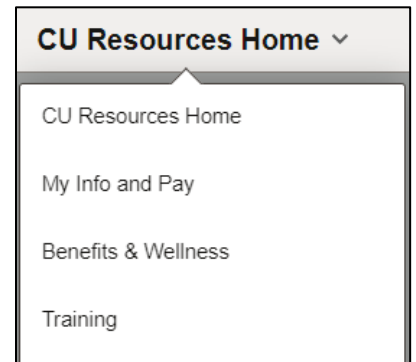 CU Resources Home
CU Resources Home
My Info and Pay
Benefits & Wellness
Training